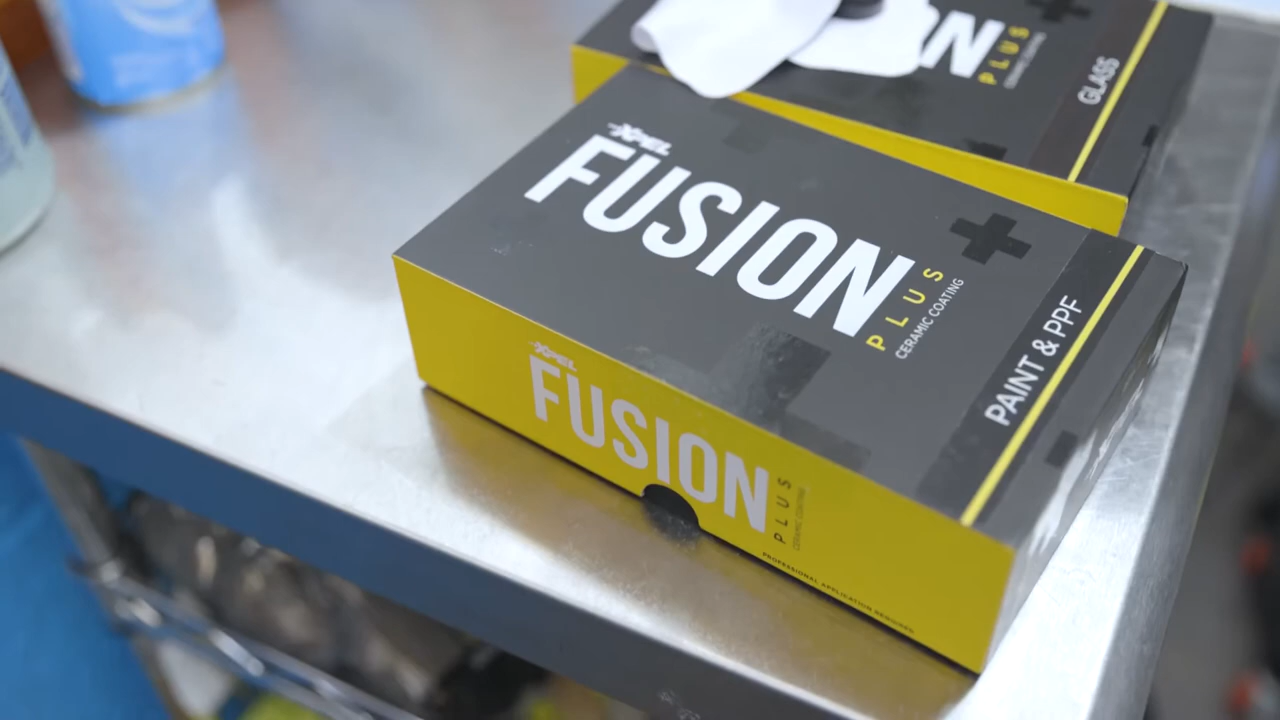 ON
PLUS
CERAMIC COATING
GLASS
XPEL
FUSION
PLUS
CERAMIC COATING
PAINT & PPF
XPEL
FUSION
PLUS
CERAMIC COATING
PROFESSIONAL APPLICATION REQUIRED